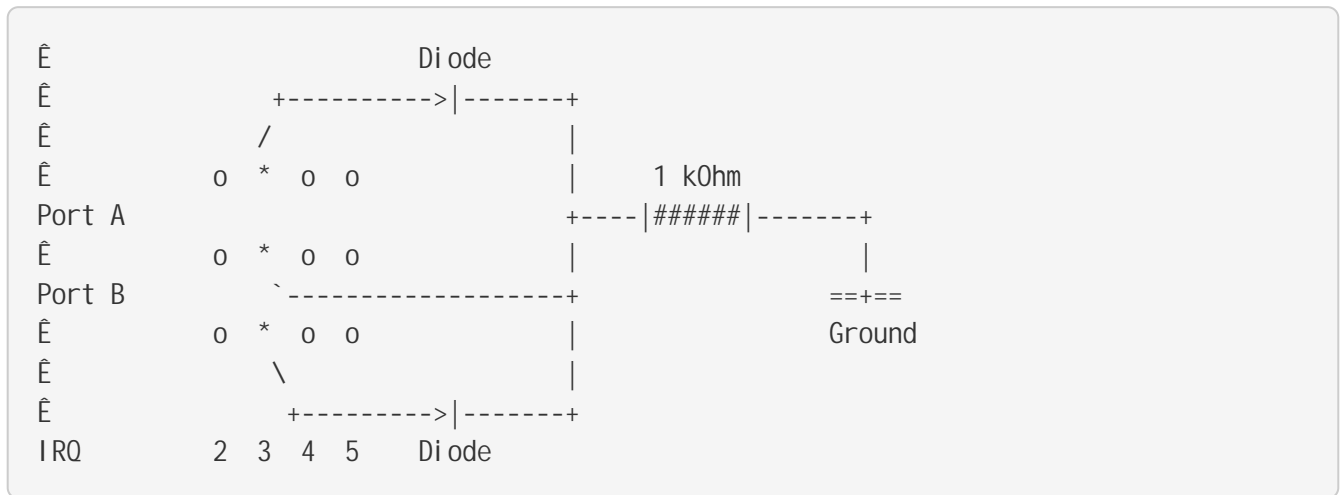 Ê                 Diode
Ê           +---------->|-------+
Ê          /                    |
Ê       o  *  o  o              |     1 kOhm
Port A                          +----|######|-------+
Ê       o  *  o  o              |                   |
Port B      `-------------------+                 ==+==
Ê       o  *  o  o              |                 Ground
Ê           \                   |
Ê            +--------->|-------+
IRQ     2  3  4  5    Diode